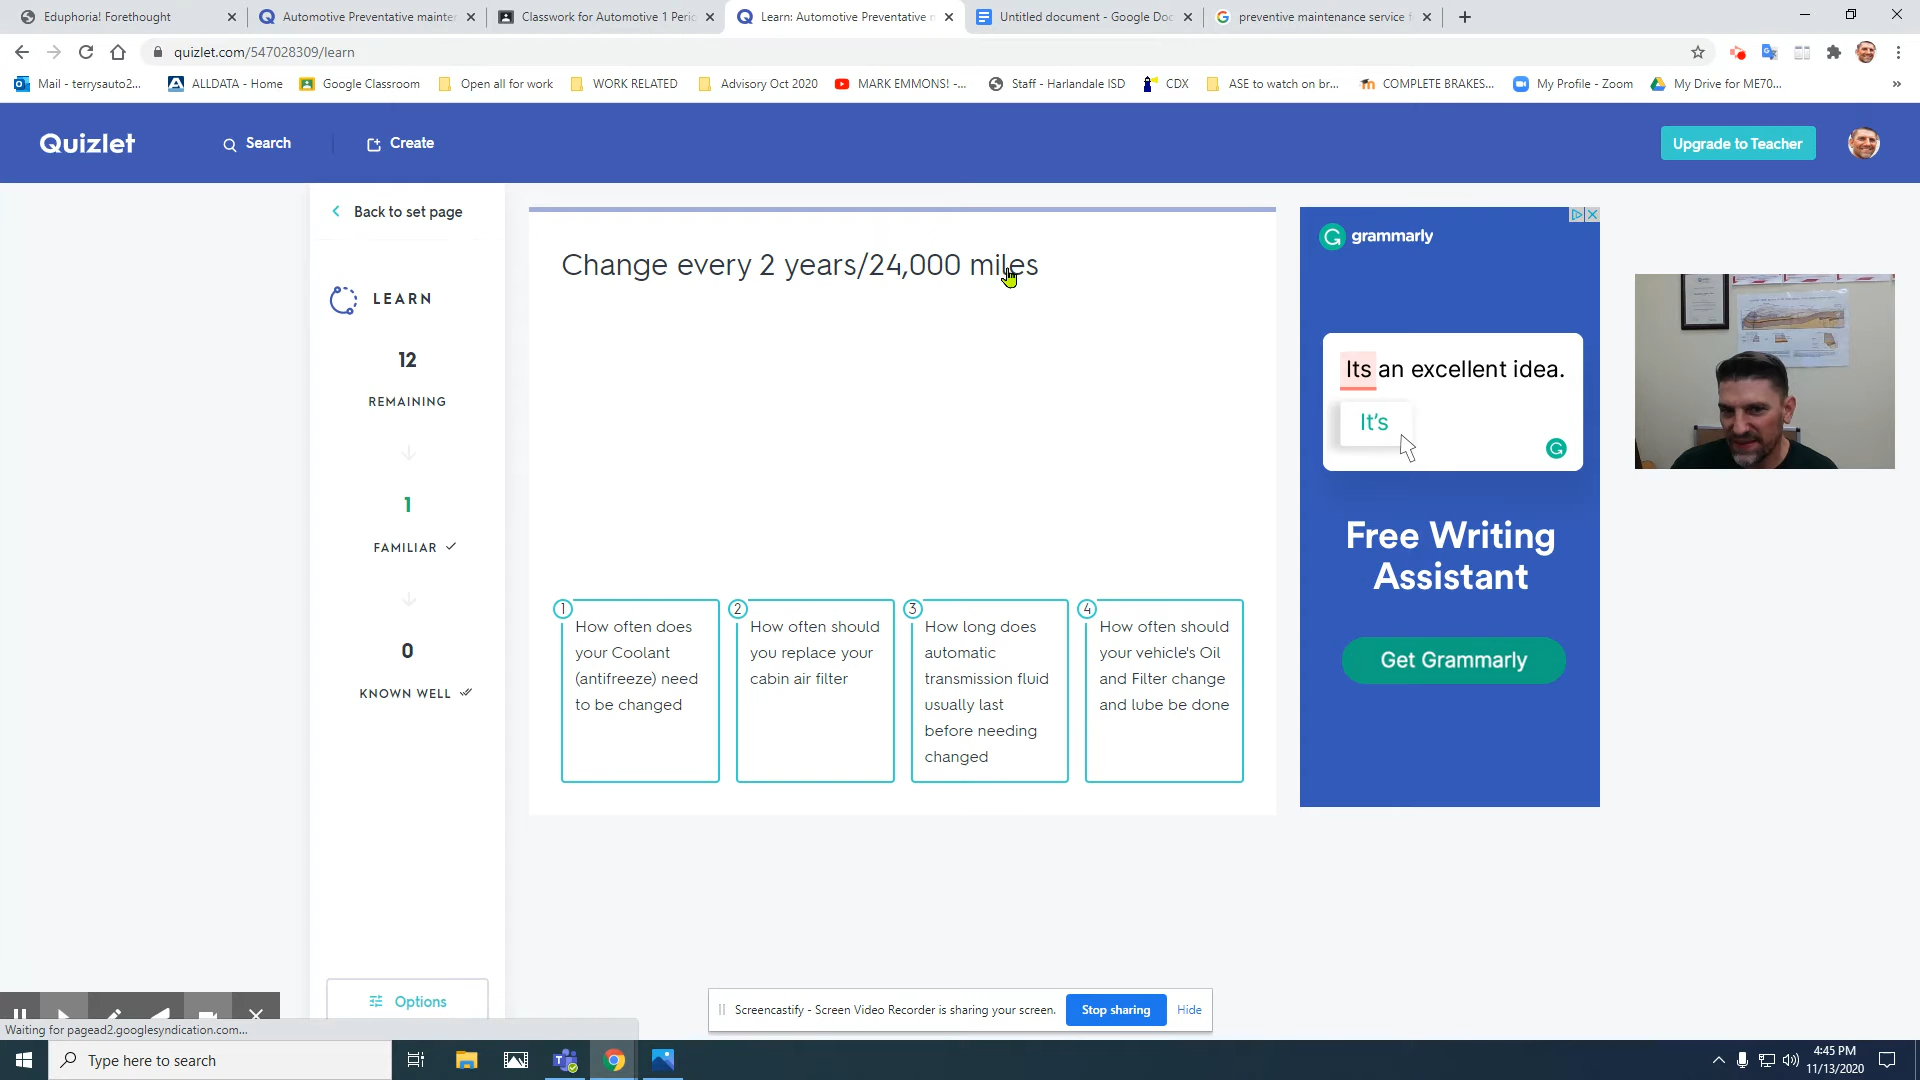 Eduphoria! Forethought
Automotive Preventative mainte
Classwork for Automotive 1 Peri
Learn: Automotive Preventative
Untitled document - Google Doc
preventive maintenance service
quizlet.com/547028309/learn
Mail - terrysauto2...
ALLDATA - Home
Google Classroom
Open all for work
WORK RELATED
Advisory Oct 2020
MARK EMMONS! -...
Staff - Harlandale ISD
CDX
ASE to watch on br...
COMPLETE BRAKES...
My Profile - Zoom
My Drive for ME70...
»
Quizlet
Search
Create
Upgrade to Teacher
Back to set page
LEARN
12
REMAINING
1
FAMILIAR
0
KNOWN WELL
Options
Change every 2 years/24,000 miles
1
How often does
your Coolant
(antifreeze) need
to be changed
2
How often should
you replace your
cabin air filter
3
How long does
automatic
transmission fluid
usually last
before needing
changed
4
How often should
your vehicle's Oil
and Filter change
and lube be done
grammarly
Its an excellent idea.
It's
Free Writing
Assistant
Get Grammarly
Screencastify - Screen Video Recorder is sharing your screen.
Stop sharing
Hide
Waiting for pagead2.googlesyndication.com...
Type here to search
4:45 PM
11/13/2020